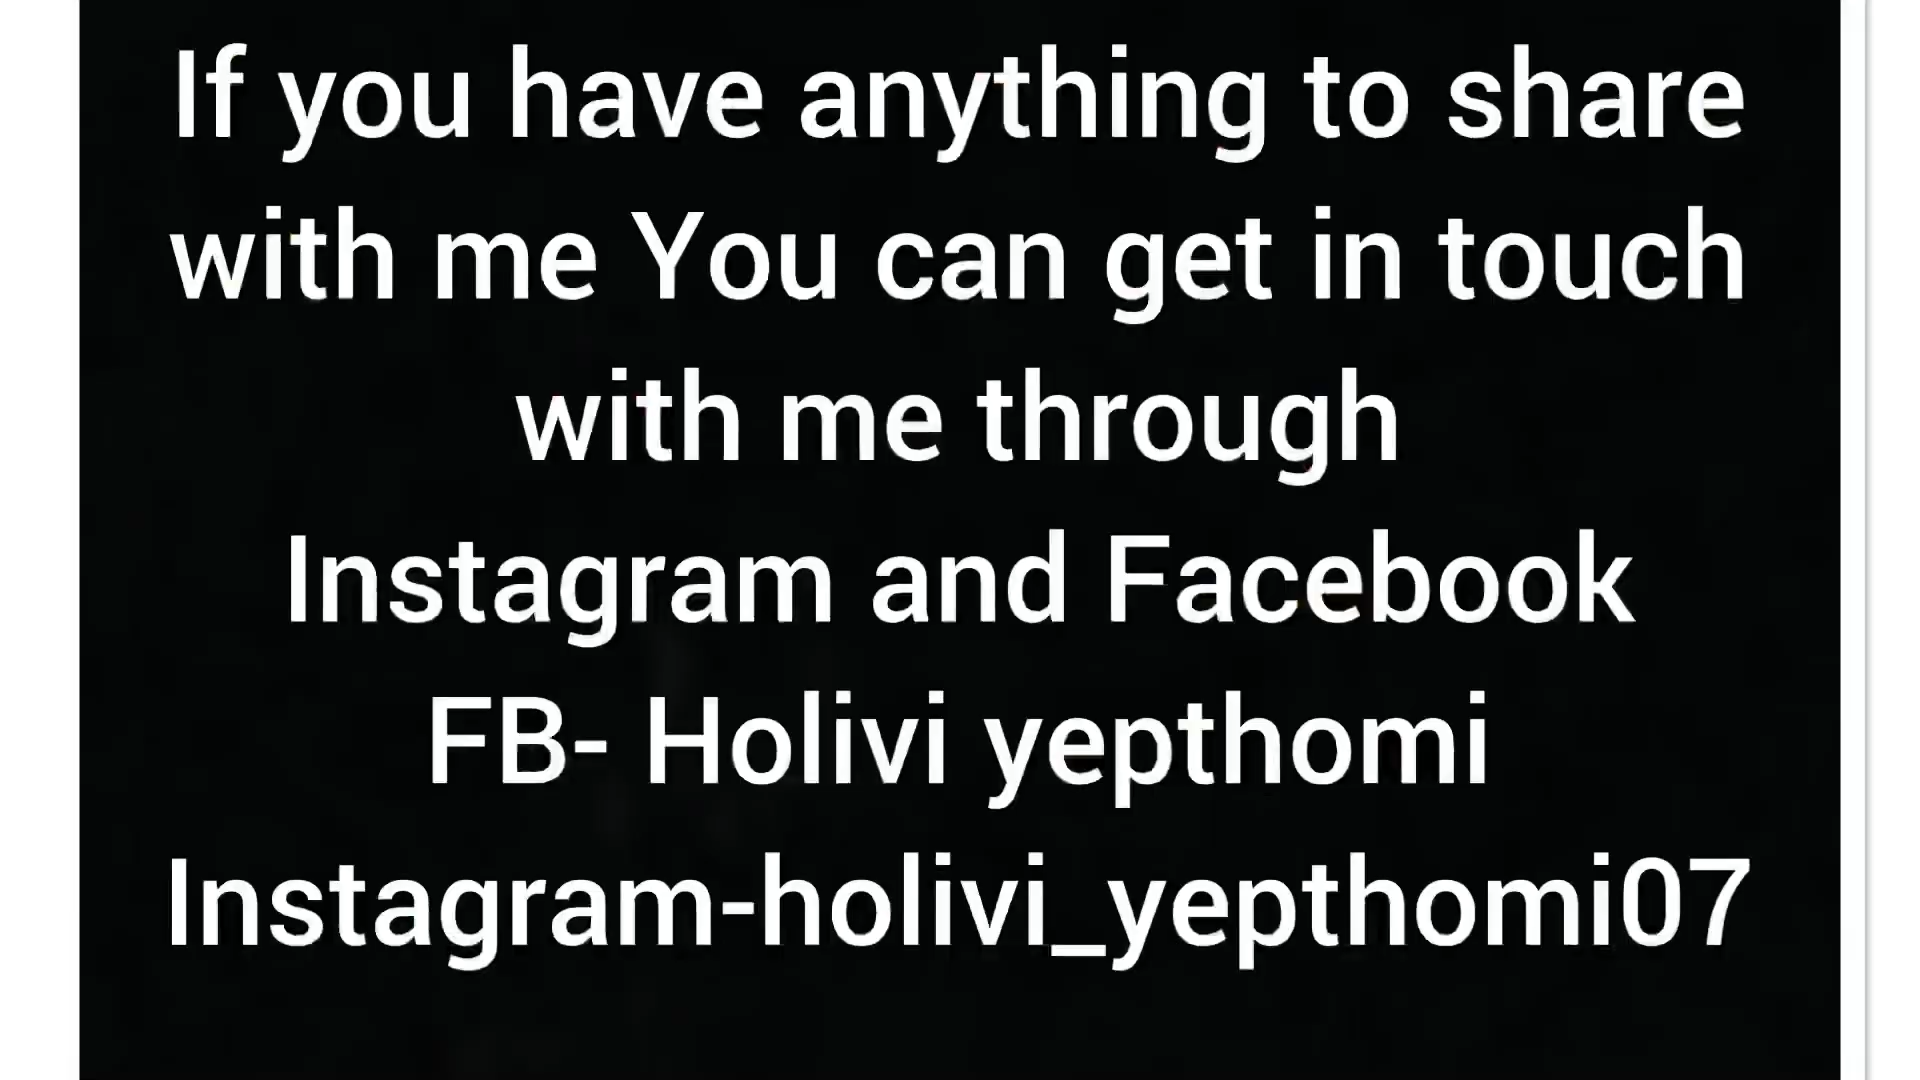 If you have anything to share
with me You can get in touch
with me through
Instagram and Facebook
FB- Holivi yepthomi
Instagram-holivi_yepthomi07